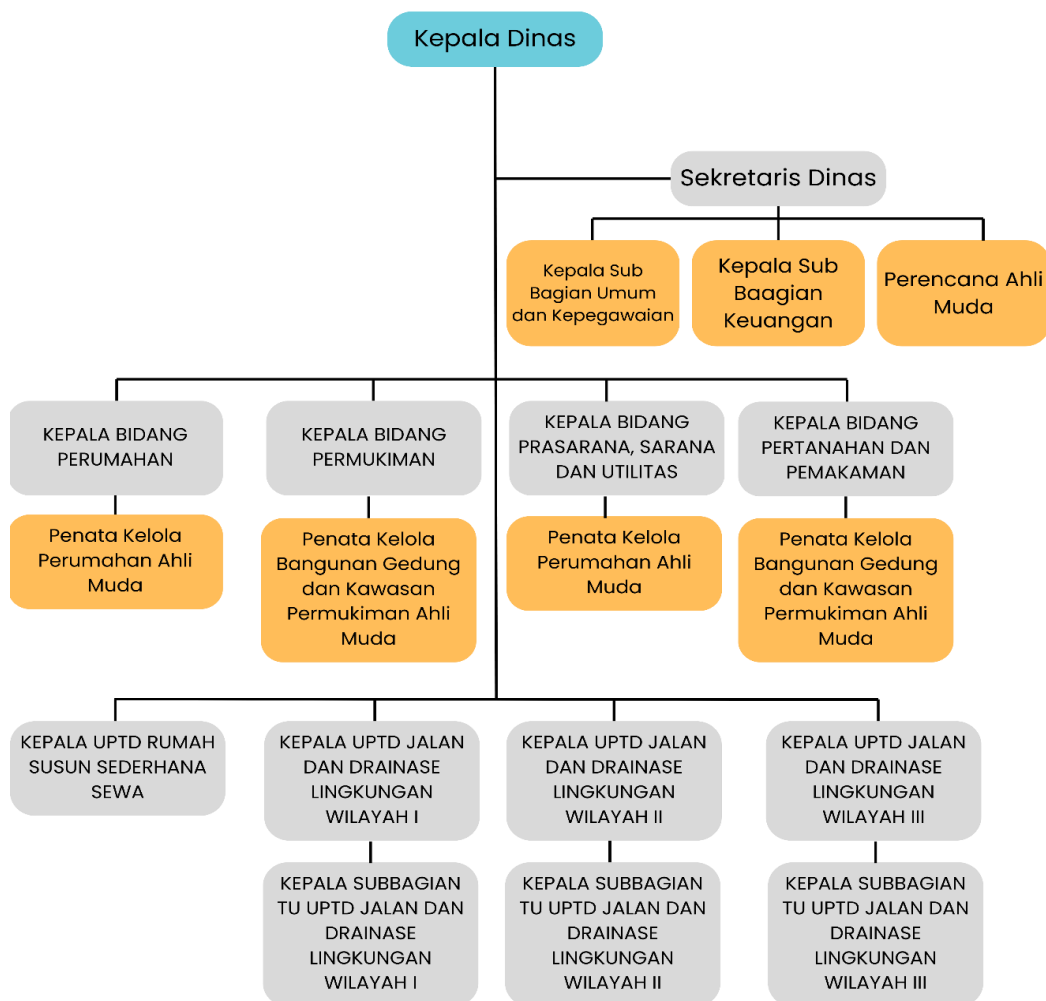 Kepala Dinas
Sekretaris Dinas
Kepala Sub
Bagian Umum
dan Kepegawaian
Kepala Sub
Baagian
Keuangan
Perencana Ahli
Muda
KEPALA BIDANG
PERUMAHAN
KEPALA BIDANG
PERMUKIMAN
KEPALA BIDANG
PRASARANA, SARANA
DAN UTILITAS
KEPALA BIDANG
PERTANAHAN DAN
PEMAKAMAN
Penata Kelola
Perumahan Ahli
Muda
Penata Kelola
Bangunan Gedung
dan Kawasan
Permukiman Ahli
Muda
Penata Kelola
Perumahan Ahli
Muda
Penata Kelola
Bangunan Gedung
dan Kawasan
Permukiman Ahli
Muda
KEPALA UPTD RUMAH
SUSUN SEDERHANA
SEWA
KEPALA UPTD JALAN
DAN DRAINASE
LINGKUNGAN
WILAYAH I
KEPALA UPTD JALAN
DAN DRAINASE
LINGKUNGAN
WILAYAH II
KEPALA UPTD JALAN
DAN DRAINASE
LINGKUNGAN
WILAYAH III
KEPALA SUBBAGIAN
TU UPTD JALAN DAN
DRAINASE
LINGKUNGAN
WILAYAH I
KEPALA SUBBAGIAN
TU UPTD JALAN DAN
DRAINASE
LINGKUNGAN
WILAYAH II
KEPALA SUBBAGIAN
TU UPTD JALAN DAN
DRAINASE
LINGKUNGAN
WILAYAH III